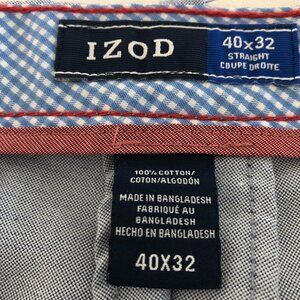 IZOD
40x32
STRAIGHT
COUPE DROITE
100% COTTON/
COTON/ALGODÓN
MADE IN BANGLADESH
FABRIQUÉ AU
BANGLADESH
HECHO EN BANGLADESH
40X32